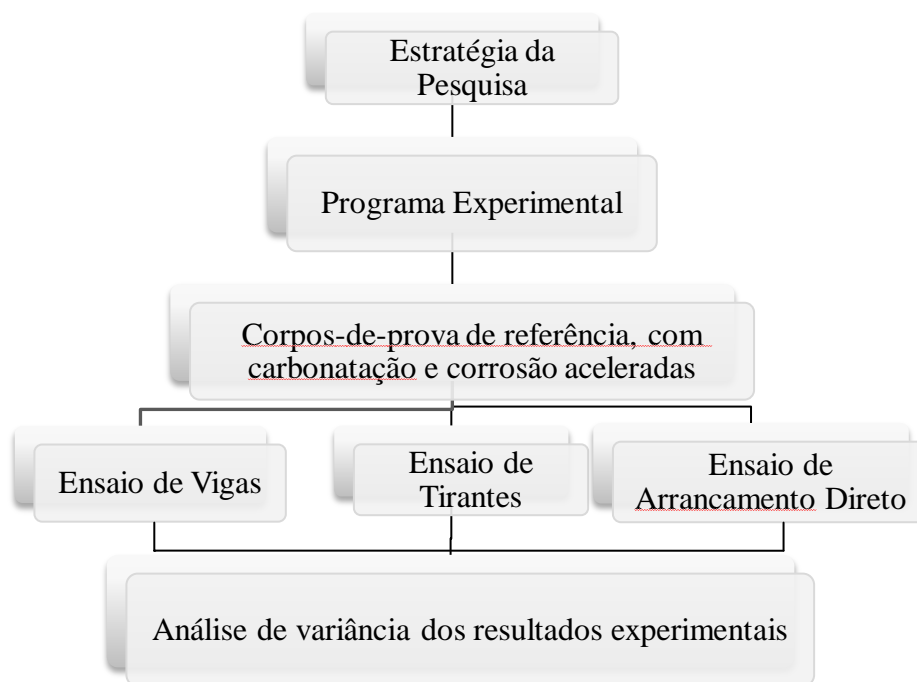 Estratégia da
Pesquisa
Programa Experimental
Corpos-de-prova de referência, com
carbonatação e corrosão aceleradas
Ensaio de Vigas
Ensaio de
Tirantes
Ensaio de
Arrancamento Direto
Análise de variância dos resultados experimentais